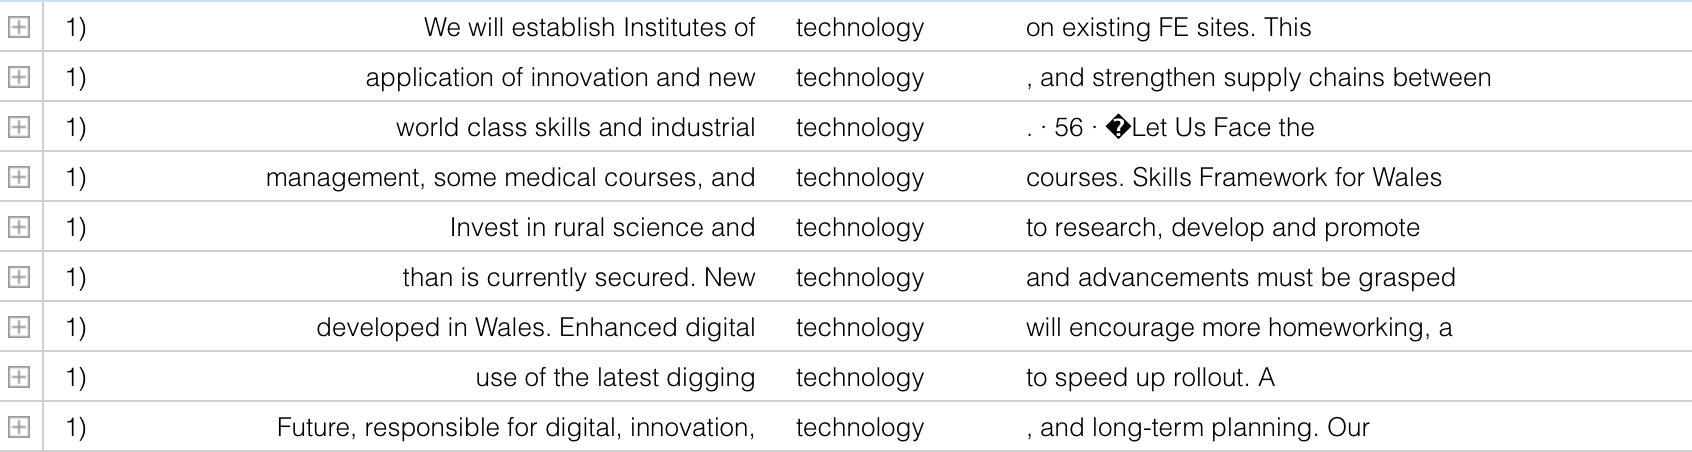 1) We will establish Institutes of technology on existing FE sites. This
1) application of innovation and new technology , and strengthen supply chains between
1) world class skills and industrial technology . · 56 · �Let Us Face the
1) management, some medical courses, and technology courses. Skills Framework for Wales
1) Invest in rural science and technology to research, develop and promote
1) than is currently secured. New technology and advancements must be grasped
1) developed in Wales. Enhanced digital technology will encourage more homeworking, a
1) use of the latest digging technology to speed up rollout. A
1) Future, responsible for digital, innovation, technology , and long-term planning. Our